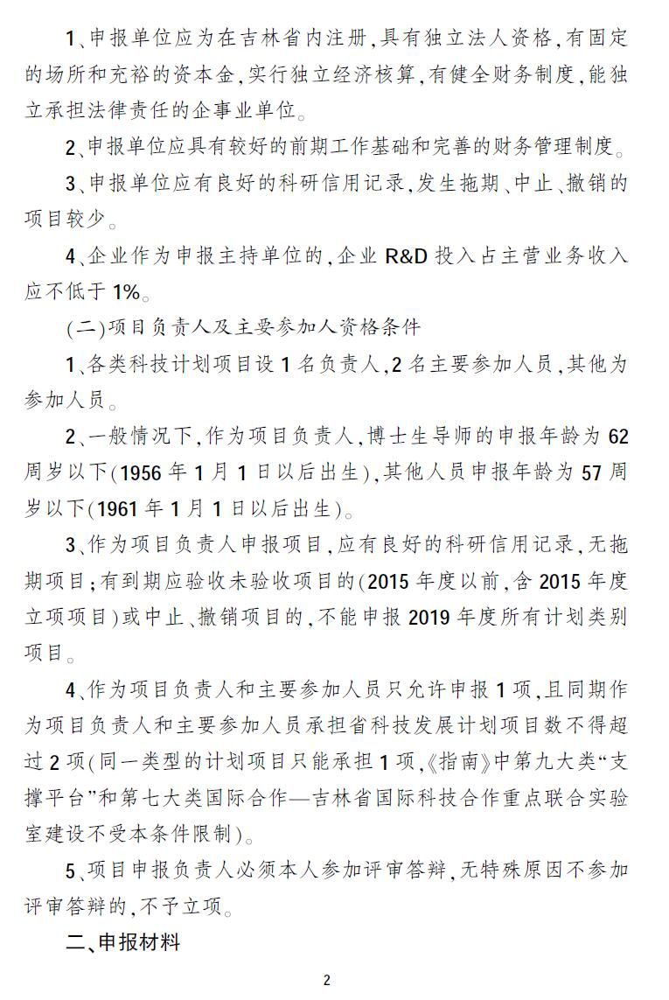 1、申报单位应为在吉林省内注册,具有独立法人资格,有固定
的场所和充裕的资本金,实行独立经济核算,有健全财务制度,能独
立承担法律责任的企事业单位。
2、申报单位应具有较好的前期工作基础和完善的财务管理制度。
3、申报单位应有良好的科研信用记录,发生拖期、中止、撤销的
项目较少。
4、企业作为申报主持单位的,企业 R&D 投入占主营业务收入
应不低于 1%。
(二)项目负责人及主要参加人资格条件
1、各类科技计划项目设 1 名负责人,2 名主要参加人员,其他为
参加人员。
2、一般情况下,作为项目负责人,博士生导师的申报年龄为 62
周岁以下(1956 年 1 月 1 日以后出生),其他人员申报年龄为 57 周
岁以下(1961 年 1 月 1 日以后出生)。
3、作为项目负责人申报项目,应有良好的科研信用记录,无拖
期项目;有到期应验收未验收项目的(2015 年度以前,含 2015 年度
立项项目)或中止、撤销项目的,不能申报 2019 年度所有计划类别
项目。
4、作为项目负责人和主要参加人员只允许申报 1 项,且同期作
为项目负责人和主要参加人员承担省科技发展计划项目数不得超
过 2 项(同一类型的计划项目只能承担 1 项,《指南》中第九大类“支
撑平台”和第七大类国际合作—吉林省国际科技合作重点联合实验
室建设不受本条件限制)。
5、项目申报负责人必须本人参加评审答辩,无特殊原因不参加
评审答辩的,不予立项。
二、申报材料
2